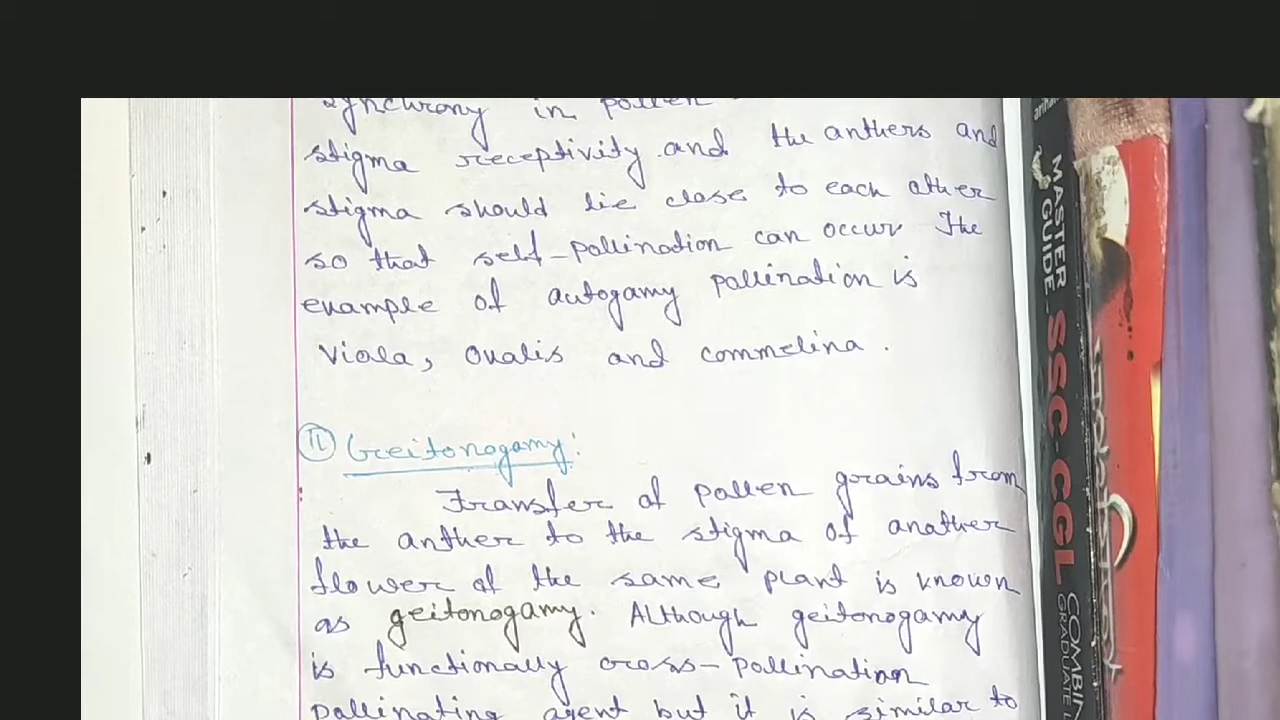 synchrony in pollen
stigma receptivity and the anthers and
stigma should lie close to each other
so that self-pollination can occur The
example of autogamy pollination is
Viola, Oxalis and commelina.
II Geitonogamy:
Transfer of pollen grains from
the anther to the stigma of another
flower of the same plant is known
as geitonogamy. Although geitonogamy
is functionally cross-pollination
pollinating agent but it is similar to
MASTER
GUIDE
SSC-CGL
COMBIN
GRADUATE L